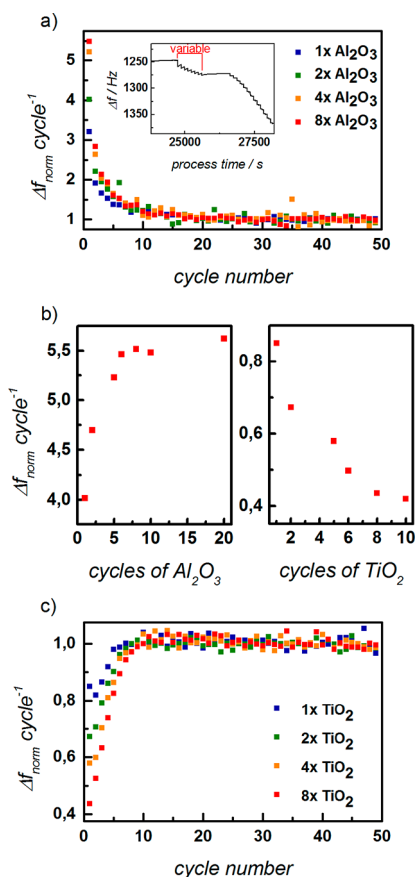 a)
variable
Δf / Hz
1250
1300
1350
25000
27500
process time / s
1x Al2O3
2x Al2O3
4x Al2O3
8x Al2O3
Δfnorm cycle-1
5
4
3
2
1
0 10 20 30 40 50
cycle number
b)
Δfnorm cycle-1
5,5
5,0
4,5
4,0
0 5 10 15 20
cycles of Al2O3
0,8
0,6
0,4
2 4 6 8 10
cycles of TiO2
c)
Δfnorm cycle-1
1,0
0,8
0,6
0,4
1x TiO2
2x TiO2
4x TiO2
8x TiO2
0 10 20 30 40 50
cycle number